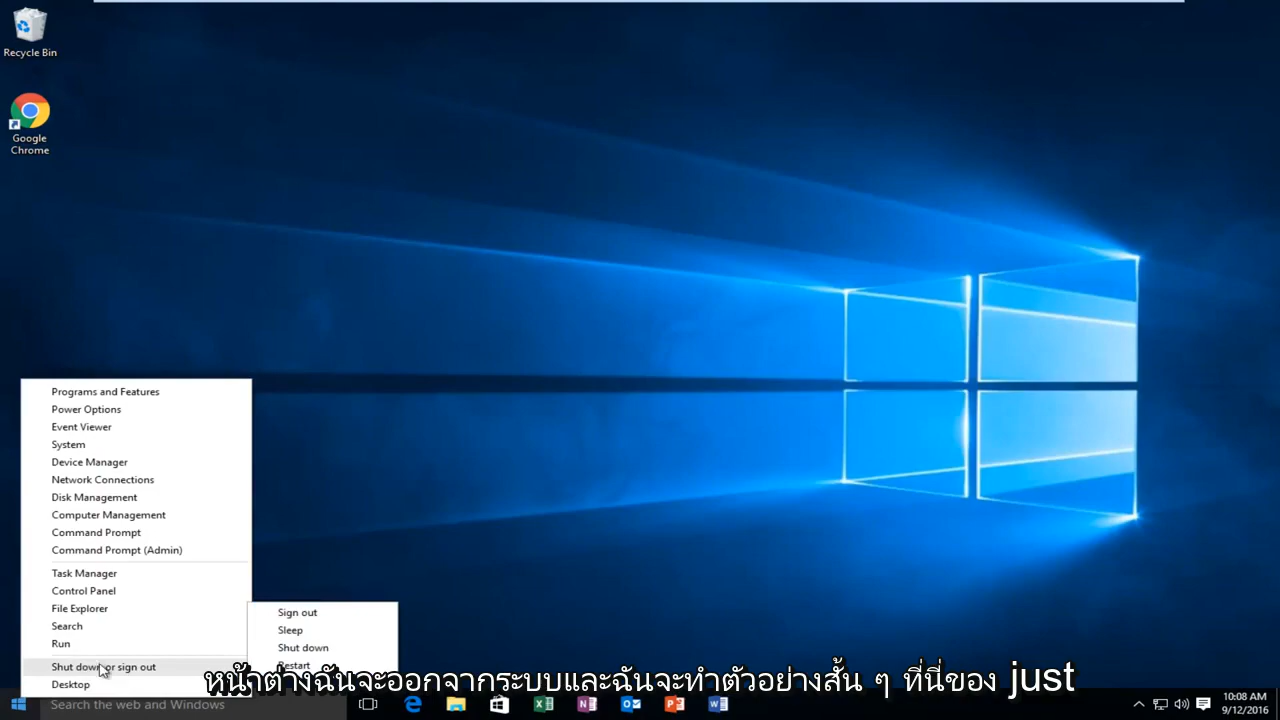 Recycle Bin
Google
Chrome
Programs and Features
Power Options
Event Viewer
System
Device Manager
Network Connections
Disk Management
Computer Management
Command Prompt
Command Prompt (Admin)
Task Manager
Control Panel
File Explorer
Search
Run
Shut down or sign out
Desktop
Sign out
Sleep
Shut down
Restart
หน้าต่างฉันจะออกจากระบบและฉันจะทำตัวอย่างสั้น ๆ ที่นี่ของ just
Search the web and Windows
10:08 AM
9/12/2016